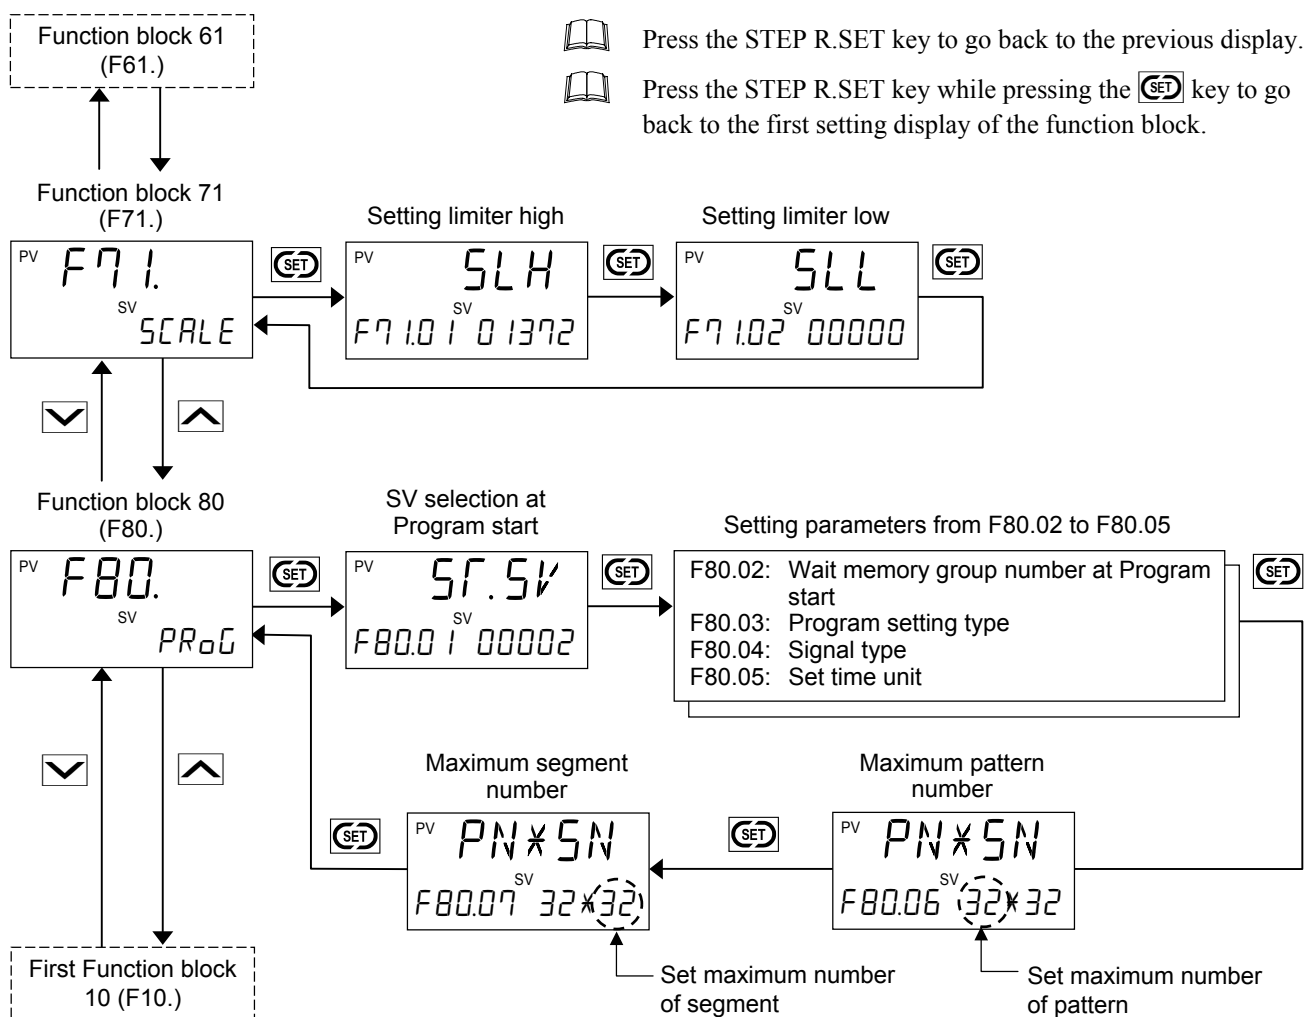 Function block 61
(F61.)
Press the STEP R.SET key to go back to the previous display.
Press the STEP R.SET key while pressing the SET key to go
back to the first setting display of the function block.
Function block 71
(F71.)
Setting limiter high
Setting limiter low
PV F71.
SV
SCALE
SET
PV SLH
SV
F71.01 01372
SET
PV SLL
SV
F71.02 00000
SET
Function block 80
(F80.)
SV selection at
Program start
Setting parameters from F80.02 to F80.05
PV F80.
SV
PRoG
SET
PV ST.SV
SV
F80.01 00002
SET
F80.02: Wait memory group number at Program
start
F80.03: Program setting type
F80.04: Signal type
F80.05: Set time unit
SET
Maximum segment
number
Maximum pattern
number
SET
PV PN*SN
SV
F80.07 32*32
SET
PV PN*SN
SV
F80.06 32*32
First Function block
10 (F10.)
Set maximum number
of segment
Set maximum number
of pattern